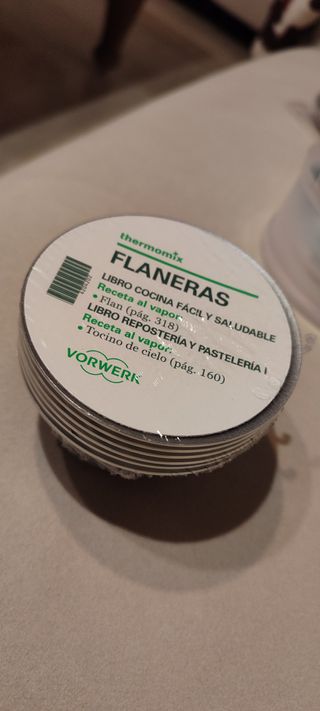 thermomix
FLANERAS
LIBRO COCINA FÁCIL Y SALUDABLE
Receta al vapor:
• Flan (pág. 318)
LIBRO REPOSTERÍA Y PASTELERÍA I
Receta al vapor:
• Tocino de cielo (pág. 160)
VORWERK